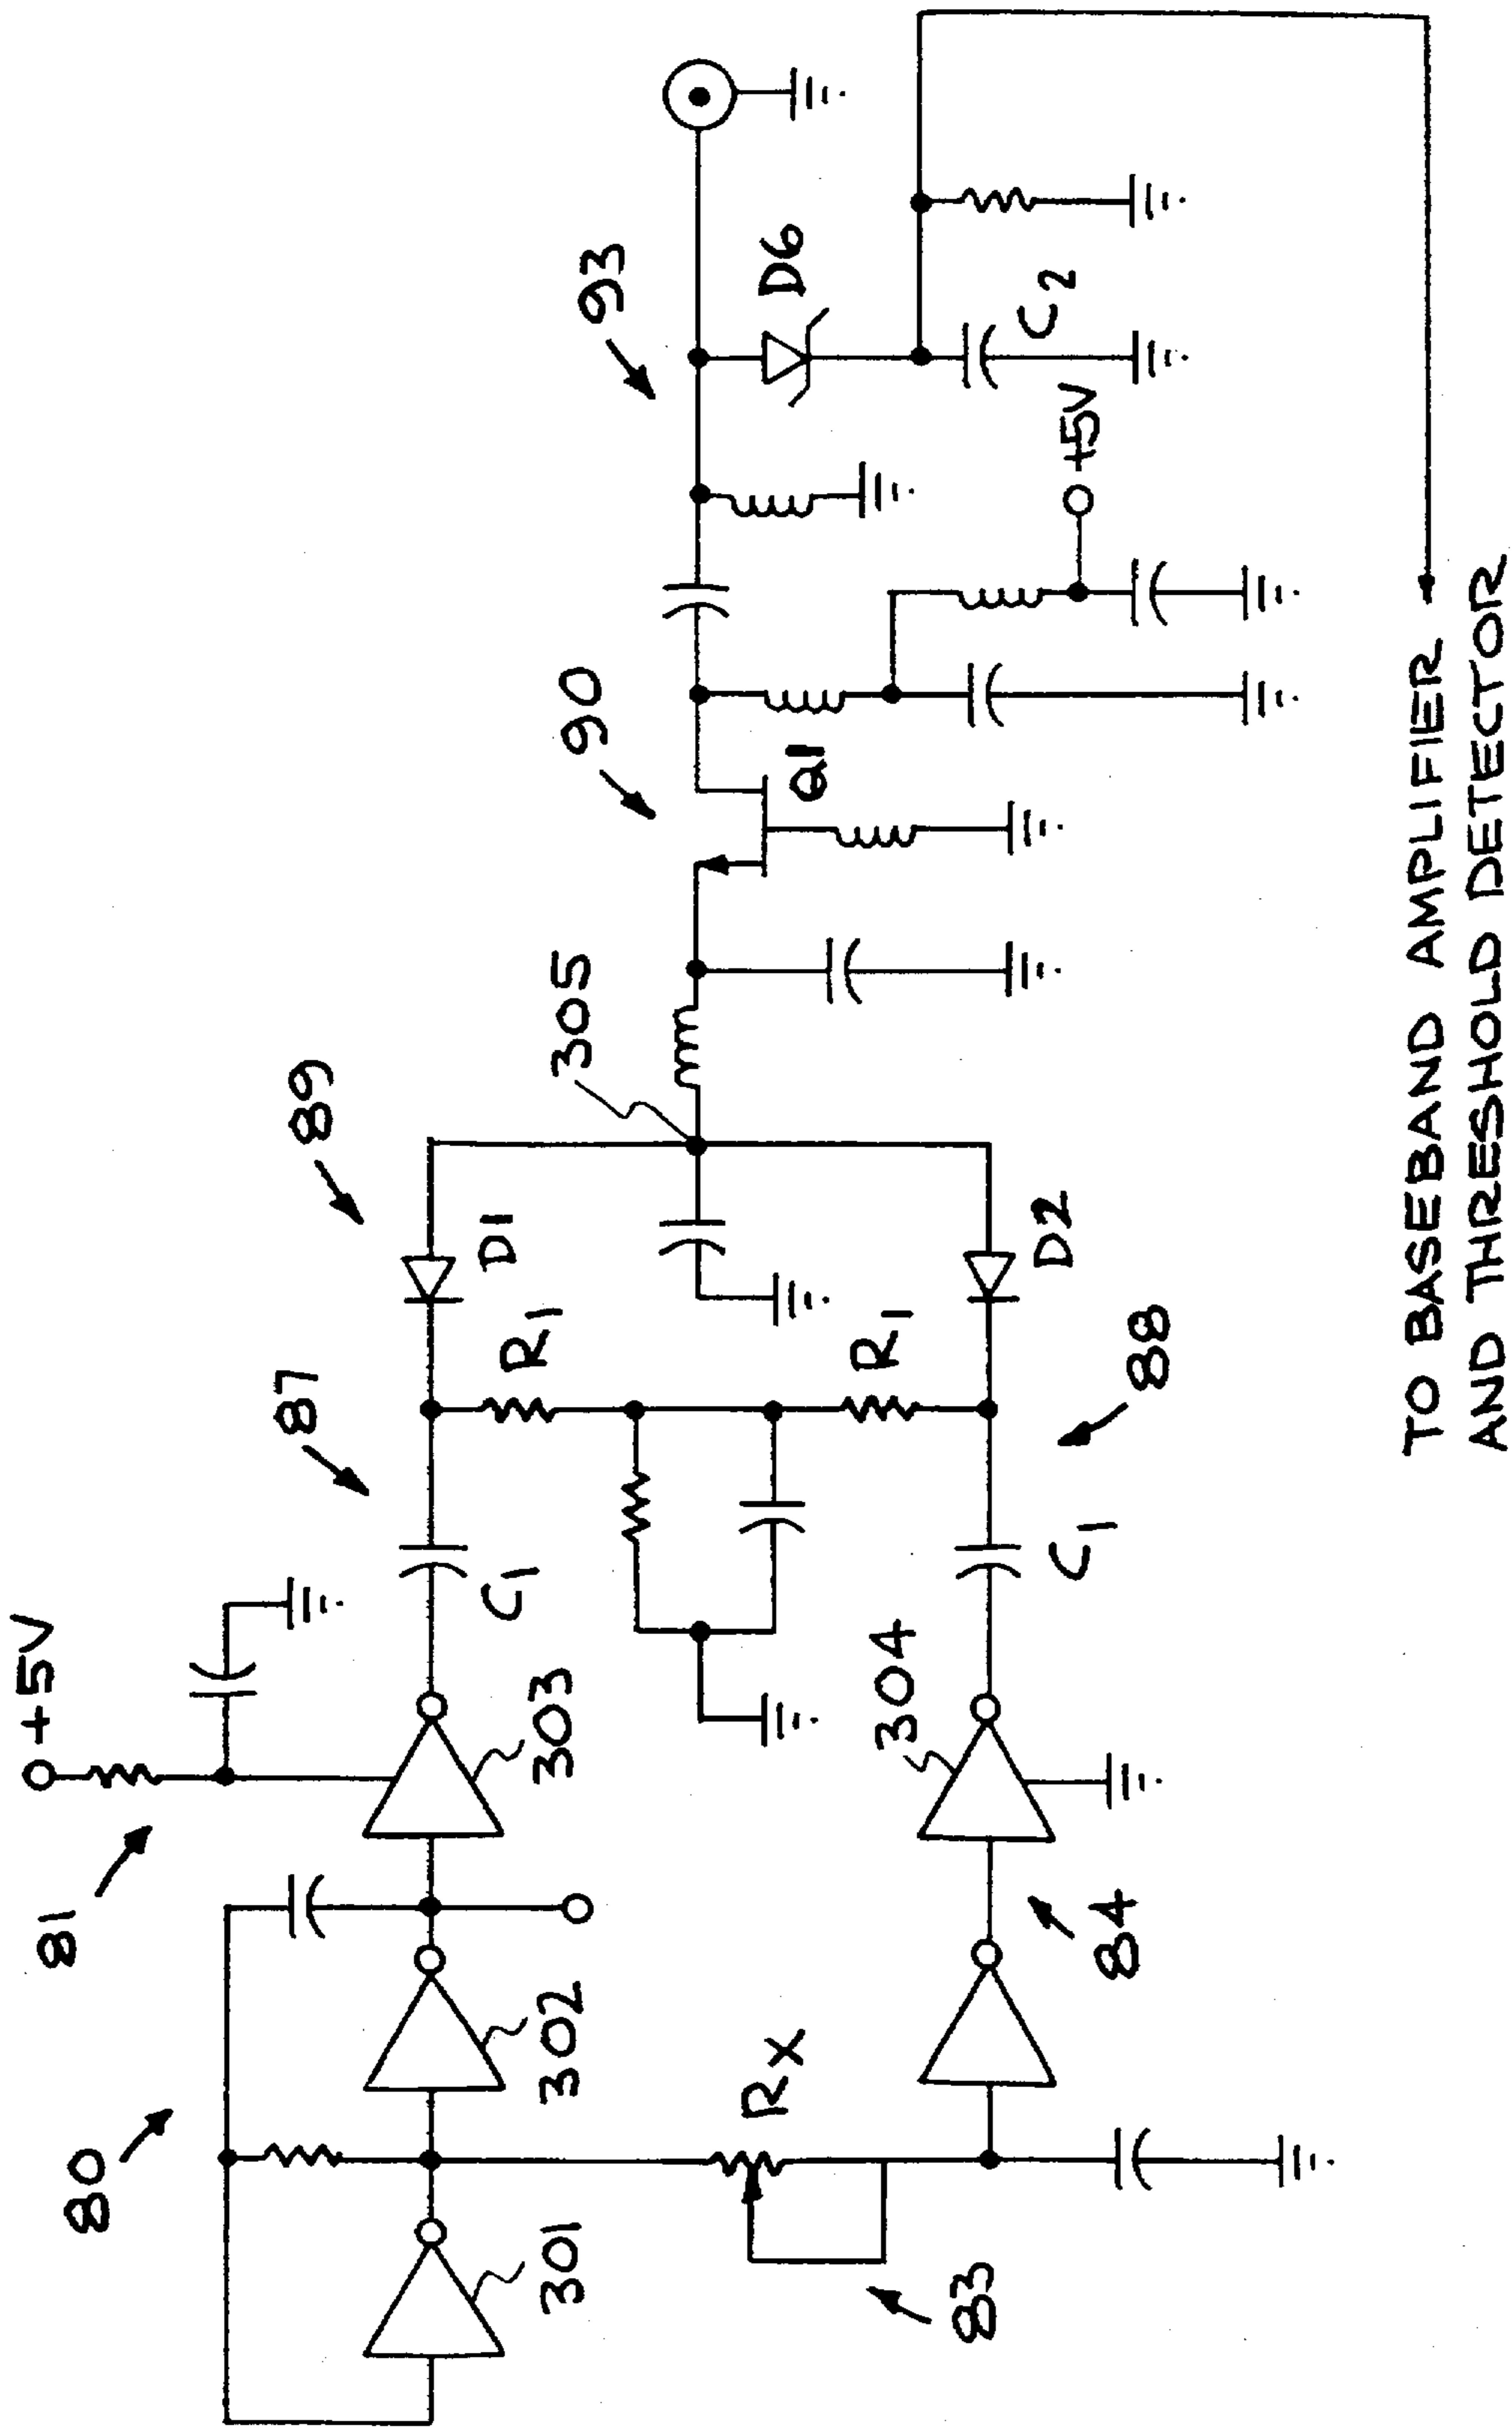 +5V
81
80
301
302
303
C1
87
R1
D1
89
305
90
Q1
93
D6
C2
+5V
Rx
83
84
304
C1
R1
88
D2
TO BASEBAND AMPLIFIER
AND THRESHOLD DETECTOR